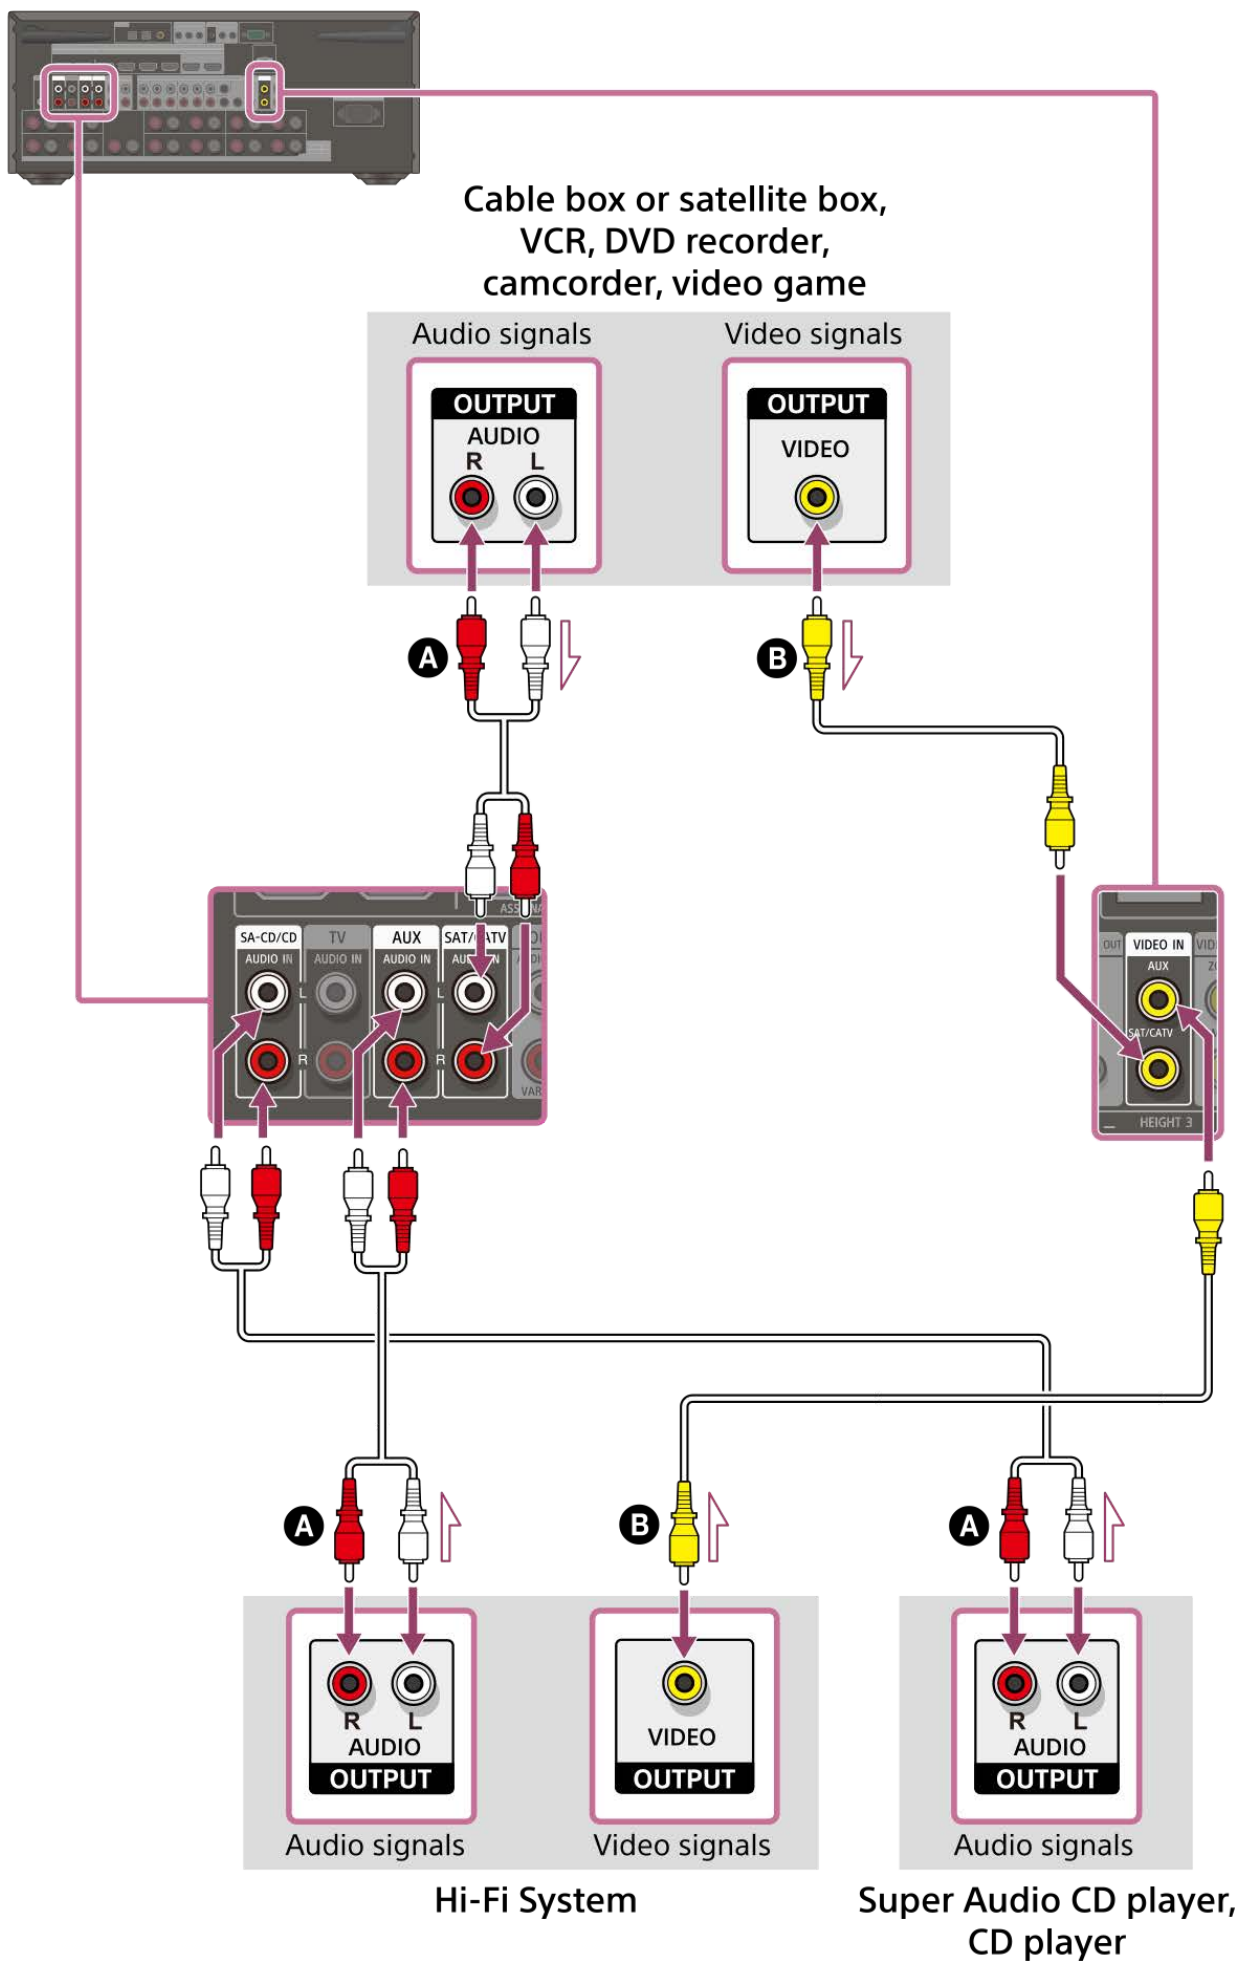 Cable box or satellite box,
VCR, DVD recorder,
camcorder, video game
Audio signals
Video signals
OUTPUT
AUDIO
R L
OUTPUT
VIDEO
A
B
SA-CD/CD
AUDIO IN
TV
AUDIO IN
AUX
AUDIO IN
SAT/CATV
L
L
R
R
OUT
VIDEO IN
AUX
SAT/CATV
HEIGHT 3
A
B
A
R L
AUDIO
OUTPUT
VIDEO
OUTPUT
R L
AUDIO
OUTPUT
Audio signals
Video signals
Audio signals
Hi-Fi System
Super Audio CD player,
CD player